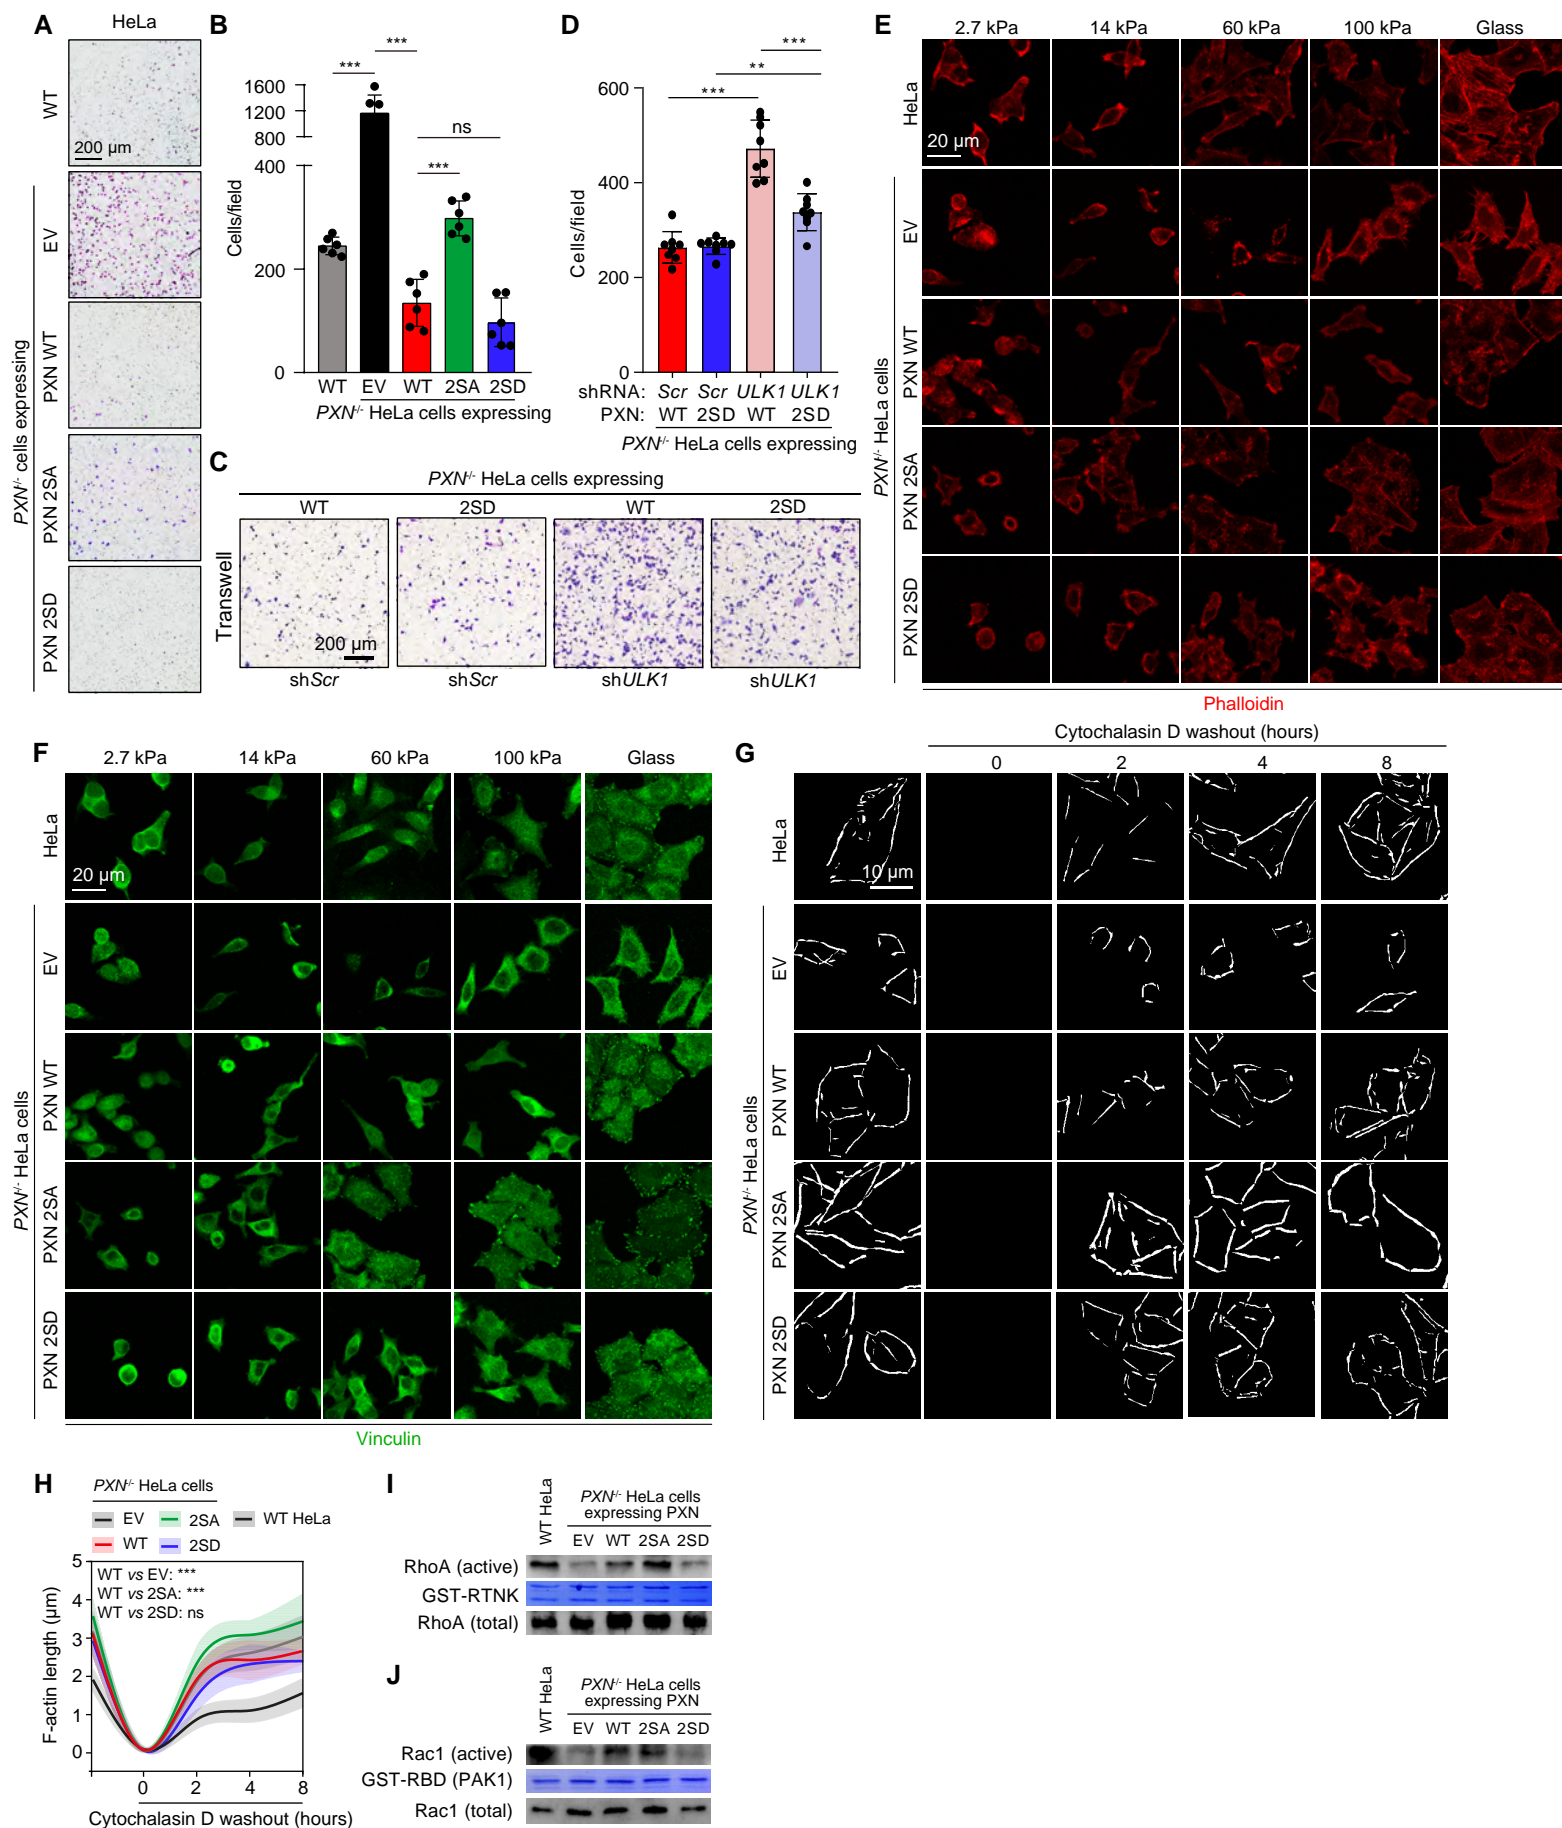 A
HeLa
WT
200 µm
EV
PXN WT
PXN 2SA
PXN 2SD
PXN-/- cells expressing
B
Cells/field
1600
1200
800
400
200
0
***
***
ns
***
WT EV WT 2SA 2SD
PXN-/- HeLa cells expressing
C
PXN-/- HeLa cells expressing
WT 2SD WT 2SD
Transwell
200 µm
shScr shScr shULK1 shULK1
D
Cells/field
600
400
200
0
***
**
***
shRNA: Scr Scr ULK1 ULK1
PXN: WT 2SD WT 2SD
PXN-/- HeLa cells expressing
E
2.7 kPa 14 kPa 60 kPa 100 kPa Glass
HeLa
20 µm
EV
PXN WT
PXN 2SA
PXN 2SD
PXN-/- HeLa cells
Phalloidin
F
2.7 kPa 14 kPa 60 kPa 100 kPa Glass
HeLa
20 µm
EV
PXN WT
PXN 2SA
PXN 2SD
PXN-/- HeLa cells
Vinculin
G
Cytochalasin D washout (hours)
0 2 4 8
HeLa
10 µm
EV
PXN WT
PXN 2SA
PXN 2SD
PXN-/- HeLa cells
H
PXN-/- HeLa cells
EV 2SA WT HeLa
WT 2SD
WT vs EV: ***
WT vs 2SA: ***
WT vs 2SD: ns
F-actin length (µm)
5
4
3
2
1
0
0 2 4 8
Cytochalasin D washout (hours)
I
WT HeLa
PXN-/- HeLa cells
expressing PXN
EV WT 2SA 2SD
RhoA (active)
GST-RTNK
RhoA (total)
J
WT HeLa
PXN-/- HeLa cells
expressing PXN
EV WT 2SA 2SD
Rac1 (active)
GST-RBD (PAK1)
Rac1 (total)